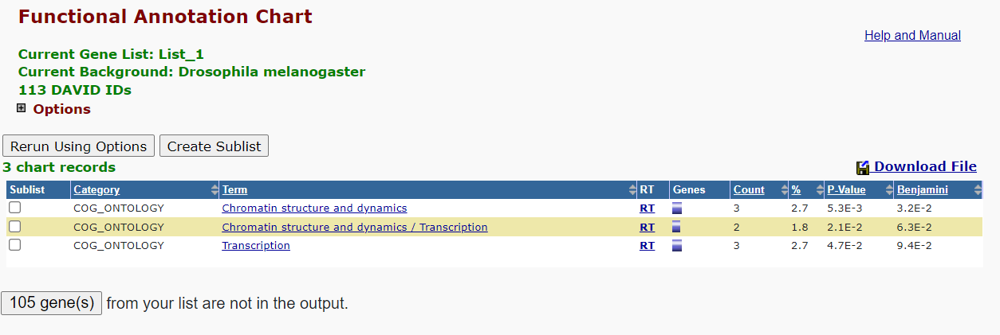 Functional Annotation Chart
Help and Manual
Current Gene List: List_1
Current Background: Drosophila melanogaster
113 DAVID IDs
Options
Rerun Using Options Create Sublist
3 chart records Download File
Sublist Category Term RT Genes Count % P-Value Benjamini
COG_ONTOLOGY Chromatin structure and dynamics RT 3 2.7 5.3E-3 3.2E-2
COG_ONTOLOGY Chromatin structure and dynamics / Transcription RT 2 1.8 2.1E-2 6.3E-2
COG_ONTOLOGY Transcription RT 3 2.7 4.7E-2 9.4E-2
105 gene(s) from your list are not in the output.